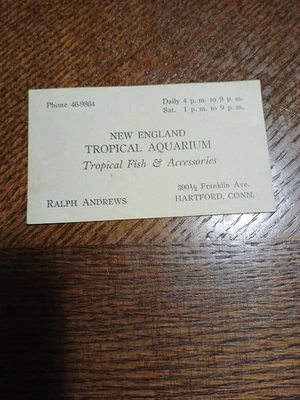 Phone 46-9864
Daily 4 p. m. to 9 p. m.
Sat. 1 p. m. to 9 p. m.
NEW ENGLAND
TROPICAL AQUARIUM
Tropical Fish & Accessories
RALPH ANDREWS
390½ Franklin Ave.
HARTFORD, CONN.